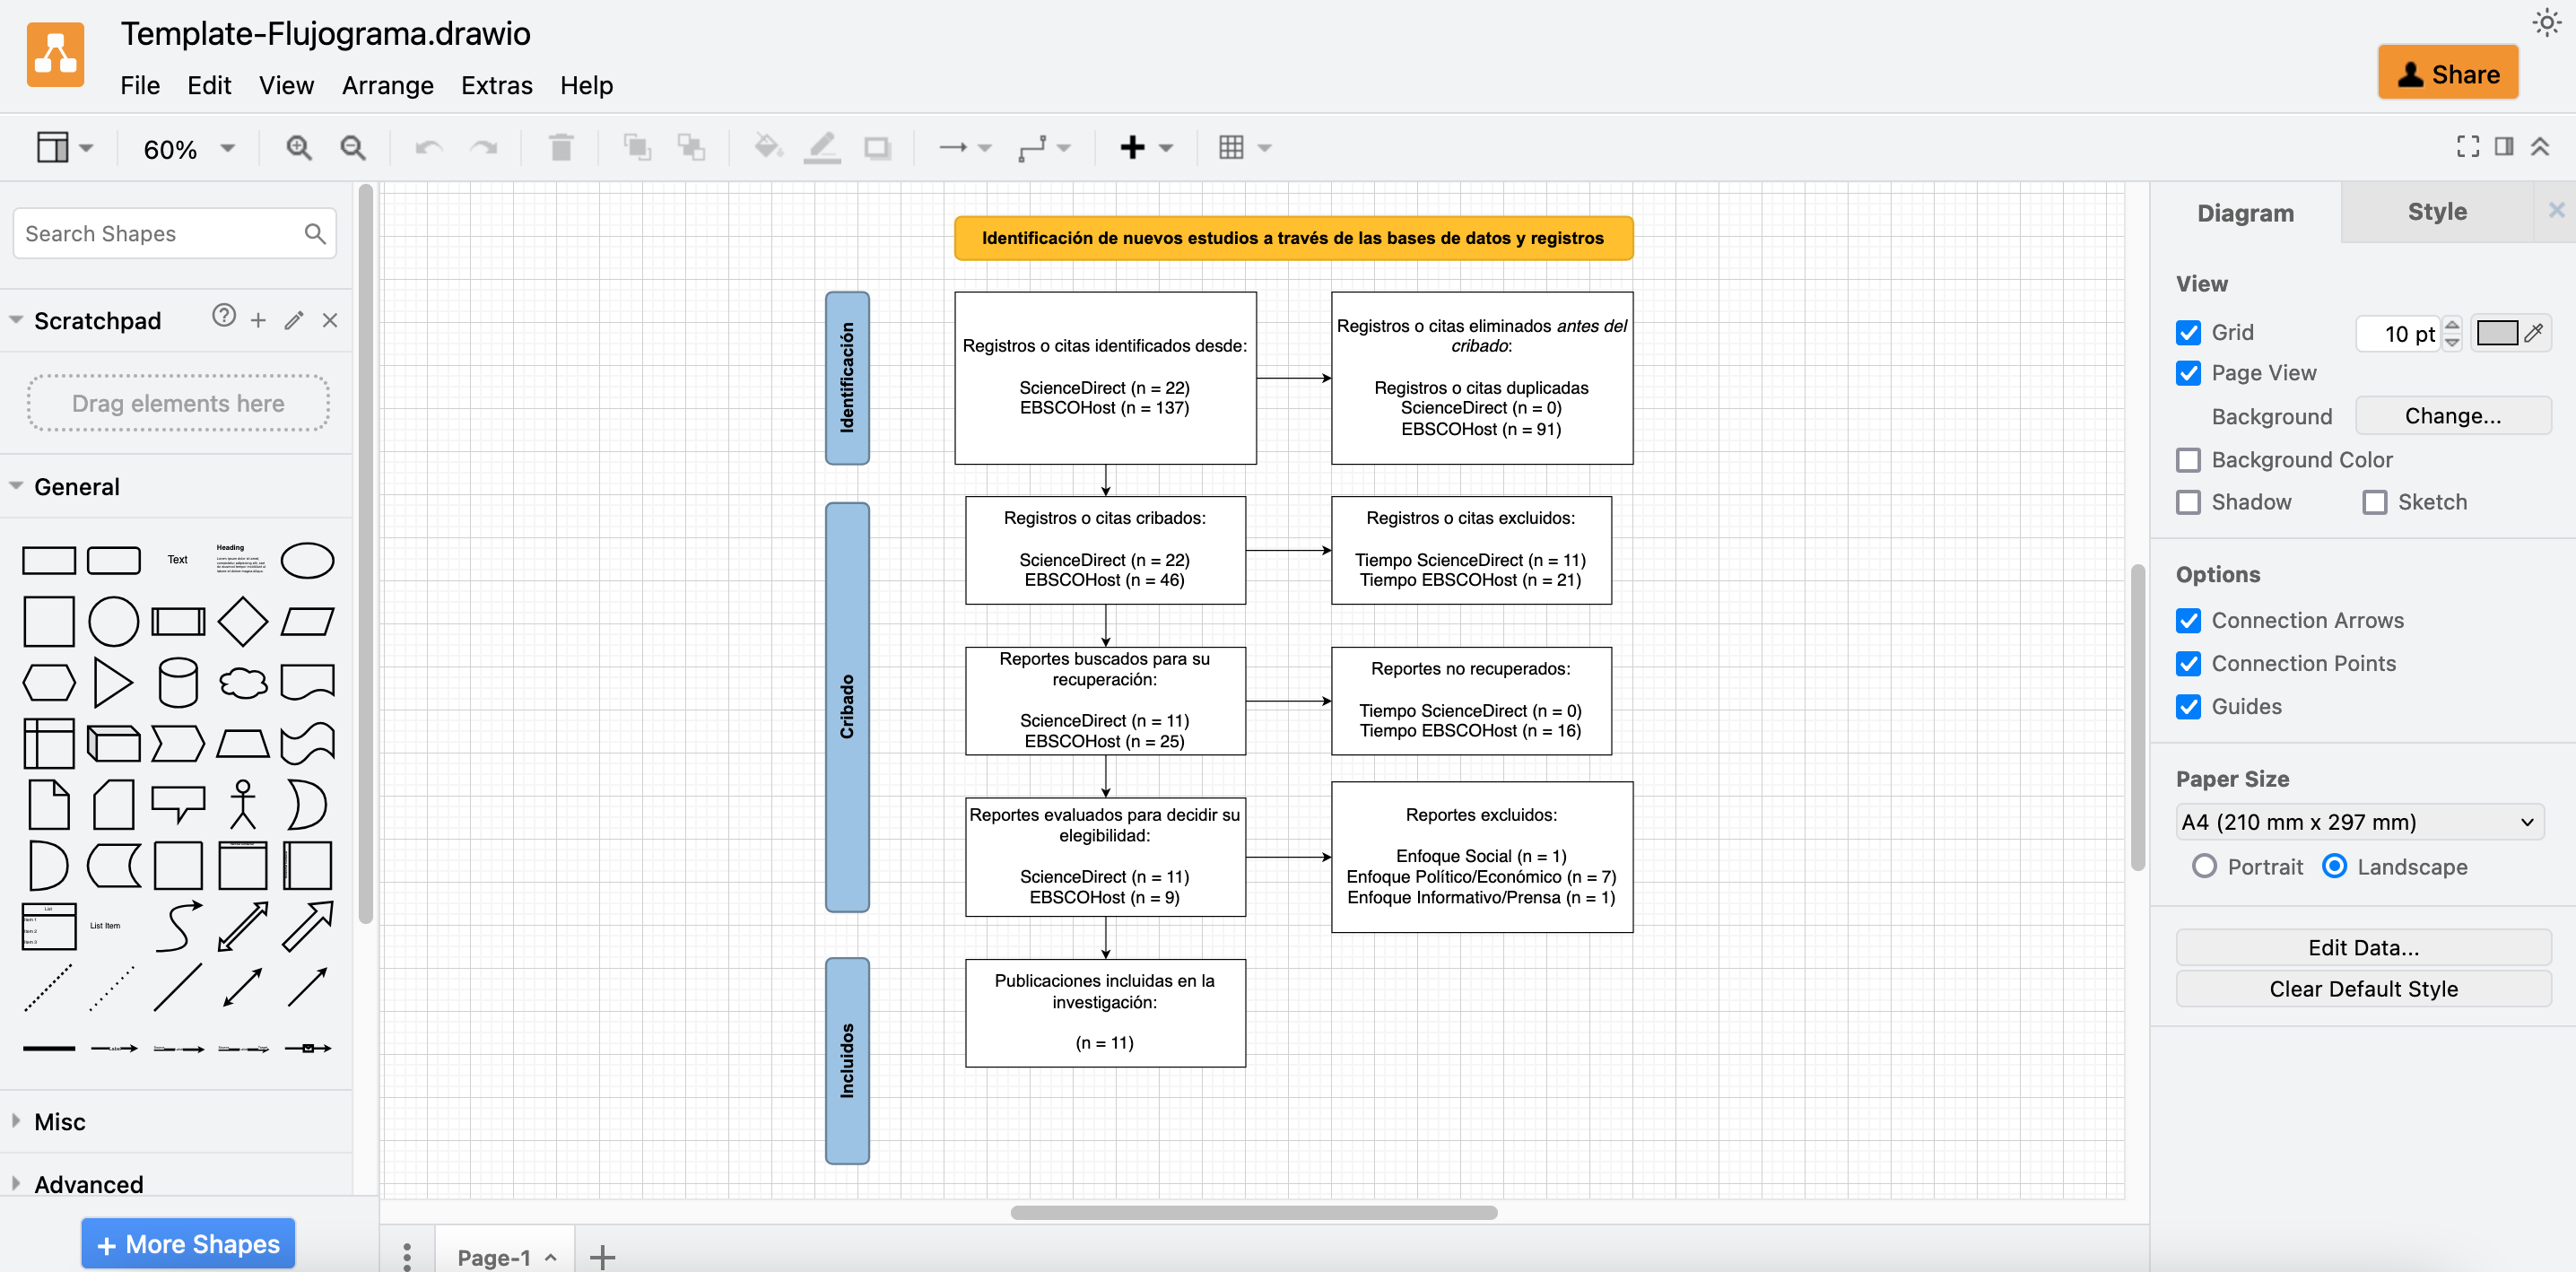 Template-Flujograma.drawio
File Edit View Arrange Extras Help
Share
60%
Search Shapes
Scratchpad
Drag elements here
General
Text
Heading
List
Item 1
Item 2
Item 3
List Item
Misc
Advanced
+ More Shapes
Identificación de nuevos estudios a través de las bases de datos y registros
Identificación
Registros o citas identificados desde:
ScienceDirect (n = 22)
EBSCOHost (n = 137)
Registros o citas eliminados antes del
cribado:
Registros o citas duplicadas
ScienceDirect (n = 0)
EBSCOHost (n = 91)
Cribado
Registros o citas cribados:
ScienceDirect (n = 22)
EBSCOHost (n = 46)
Registros o citas excluidos:
Tiempo ScienceDirect (n = 11)
Tiempo EBSCOHost (n = 21)
Reportes buscados para su
recuperación:
ScienceDirect (n = 11)
EBSCOHost (n = 25)
Reportes no recuperados:
Tiempo ScienceDirect (n = 0)
Tiempo EBSCOHost (n = 16)
Reportes evaluados para decidir su
elegibilidad:
ScienceDirect (n = 11)
EBSCOHost (n = 9)
Reportes excluidos:
Enfoque Social (n = 1)
Enfoque Político/Económico (n = 7)
Enfoque Informativo/Prensa (n = 1)
Incluidos
Publicaciones incluidas en la
investigación:
(n = 11)
Page-1
Diagram Style
View
Grid 10 pt
Page View
Background Change...
Background Color
Shadow Sketch
Options
Connection Arrows
Connection Points
Guides
Paper Size
A4 (210 mm x 297 mm)
Portrait Landscape
Edit Data...
Clear Default Style